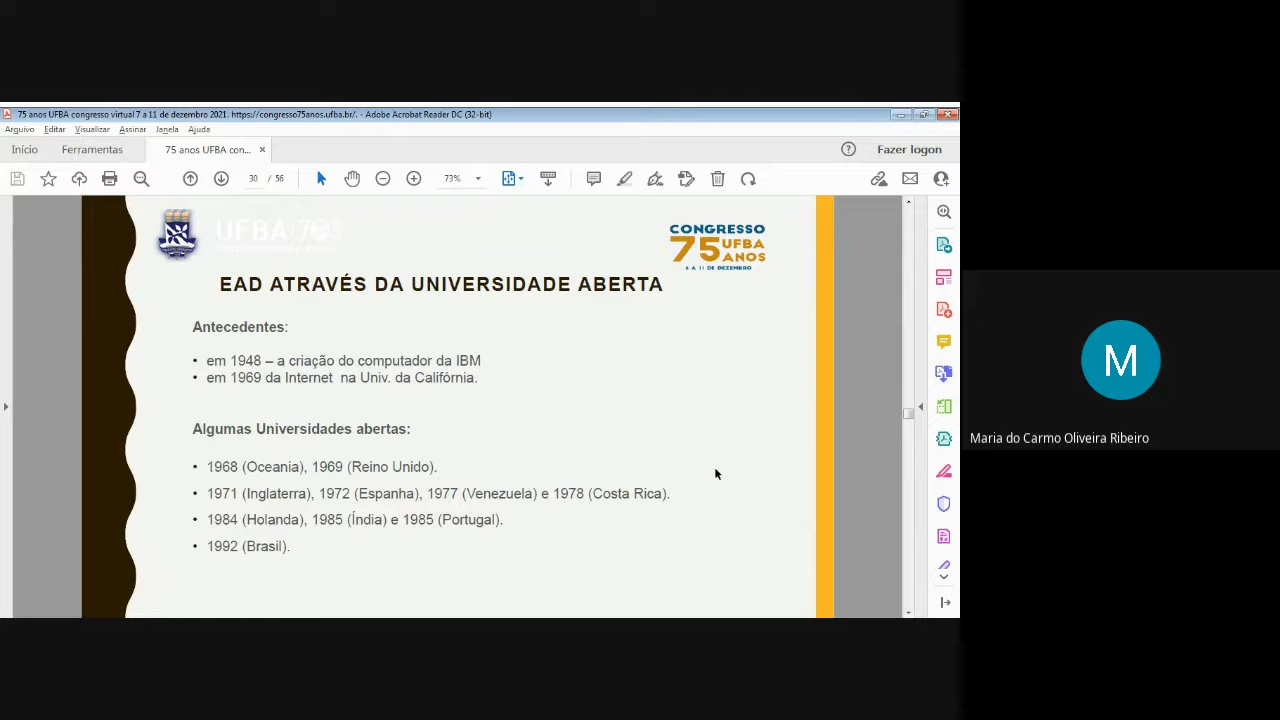 75 anos UFBA congresso virtual 7 a 11 de dezembro 2021. https://congresso75anos.ufba.br/. - Adobe Acrobat Reader DC (32-bit)
Arquivo Editar Visualizar Assinar Janela Ajuda
Início Ferramentas 75 anos UFBA con... Fazer logon
30 / 56 73%
UFBA
CONGRESSO
75 UFBA ANOS
6 A 11 DE DEZEMBRO
EAD ATRAVÉS DA UNIVERSIDADE ABERTA
Antecedentes:
• em 1948 – a criação do computador da IBM
• em 1969 da Internet na Univ. da Califórnia.
Algumas Universidades abertas:
• 1968 (Oceania), 1969 (Reino Unido).
• 1971 (Inglaterra), 1972 (Espanha), 1977 (Venezuela) e 1978 (Costa Rica).
• 1984 (Holanda), 1985 (Índia) e 1985 (Portugal).
• 1992 (Brasil).
M
Maria do Carmo Oliveira Ribeiro